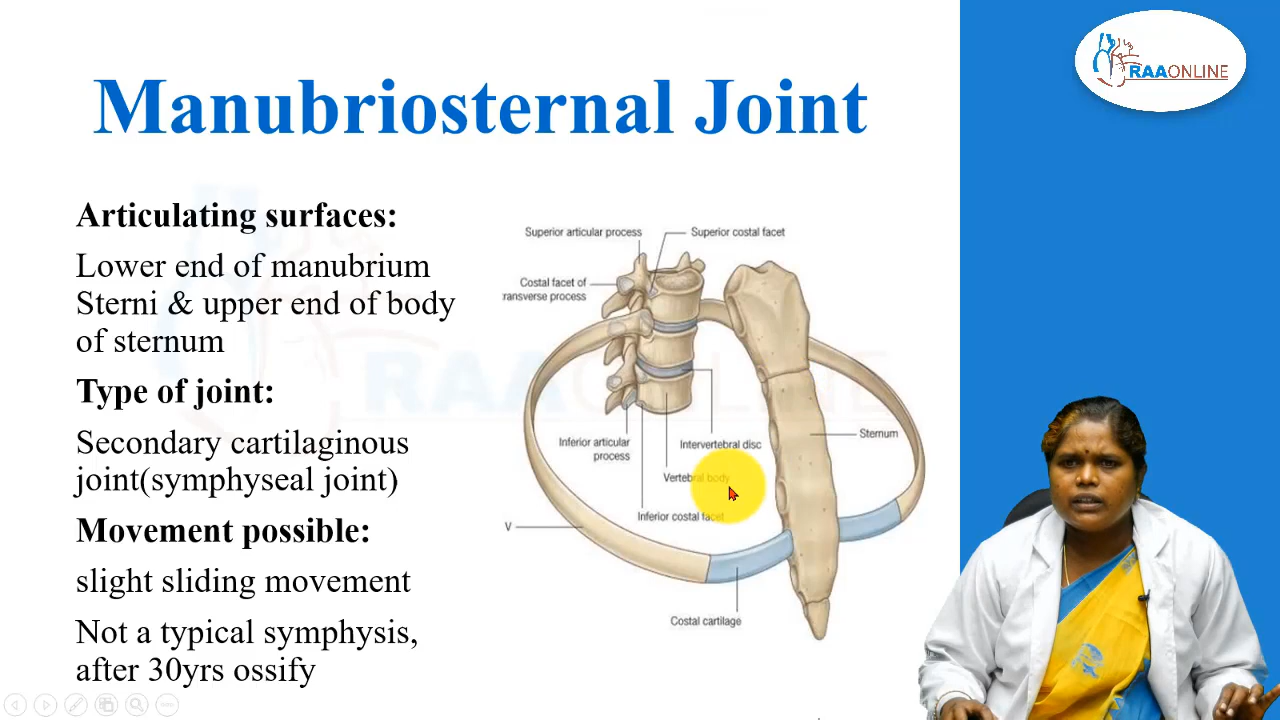 RAAONLINE
Manubriosternal Joint
Articulating surfaces:
Lower end of manubrium
Sterni & upper end of body
of sternum
Type of joint:
Secondary cartilaginous
joint(symphyseal joint)
Movement possible:
slight sliding movement
Not a typical symphysis,
after 30yrs ossify
Superior articular process
Superior costal facet
Costal facet of
ransverse process
Inferior articular
process
Intervertebral disc
Sternum
Vertebral body
Inferior costal facet
V
Costal cartilage
RAAONLINE